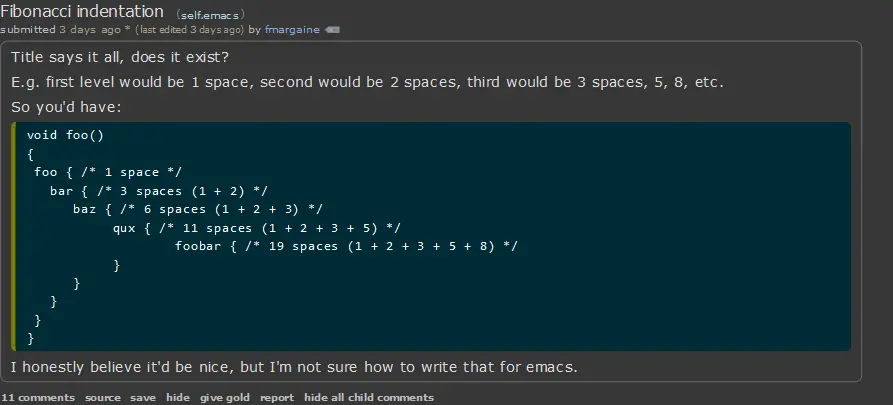 Fibonacci indentation (self.emacs)
submitted 3 days ago * (last edited 3 days ago) by fmargaine
Title says it all, does it exist?
E.g. first level would be 1 space, second would be 2 spaces, third would be 3 spaces, 5, 8, etc.
So you'd have:
void foo()
{
 foo { /* 1 space */
   bar { /* 3 spaces (1 + 2) */
      baz { /* 6 spaces (1 + 2 + 3) */
           qux { /* 11 spaces (1 + 2 + 3 + 5) */
                   foobar { /* 19 spaces (1 + 2 + 3 + 5 + 8) */
           }
      }
   }
 }
}
I honestly believe it'd be nice, but I'm not sure how to write that for emacs.
11 comments source save hide give gold report hide all child comments